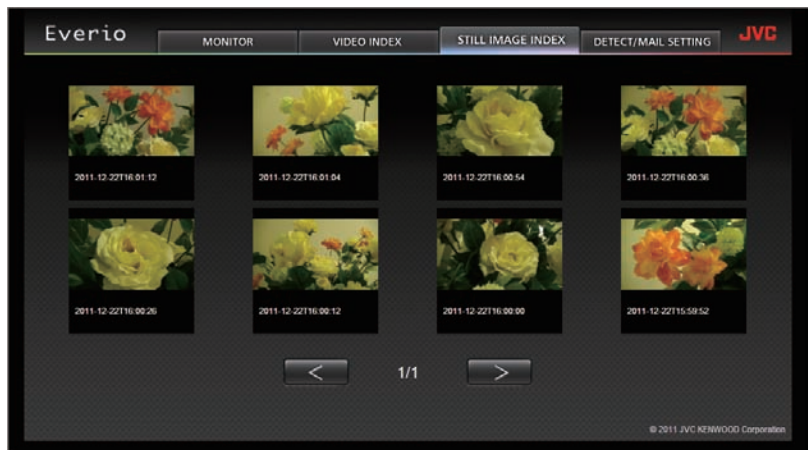 Everio
MONITOR
VIDEO INDEX
STILL IMAGE INDEX
DETECT/MAIL SETTING
JVC
2011-12-22T16:01:12
2011-12-22T16:01:04
2011-12-22T16:00:54
2011-12-22T16:00:36
2011-12-22T16:00:26
2011-12-22T16:00:12
2011-12-22T16:00:00
2011-12-22T15:59:52
< 1/1 >
© 2011 JVC KENWOOD Corporation